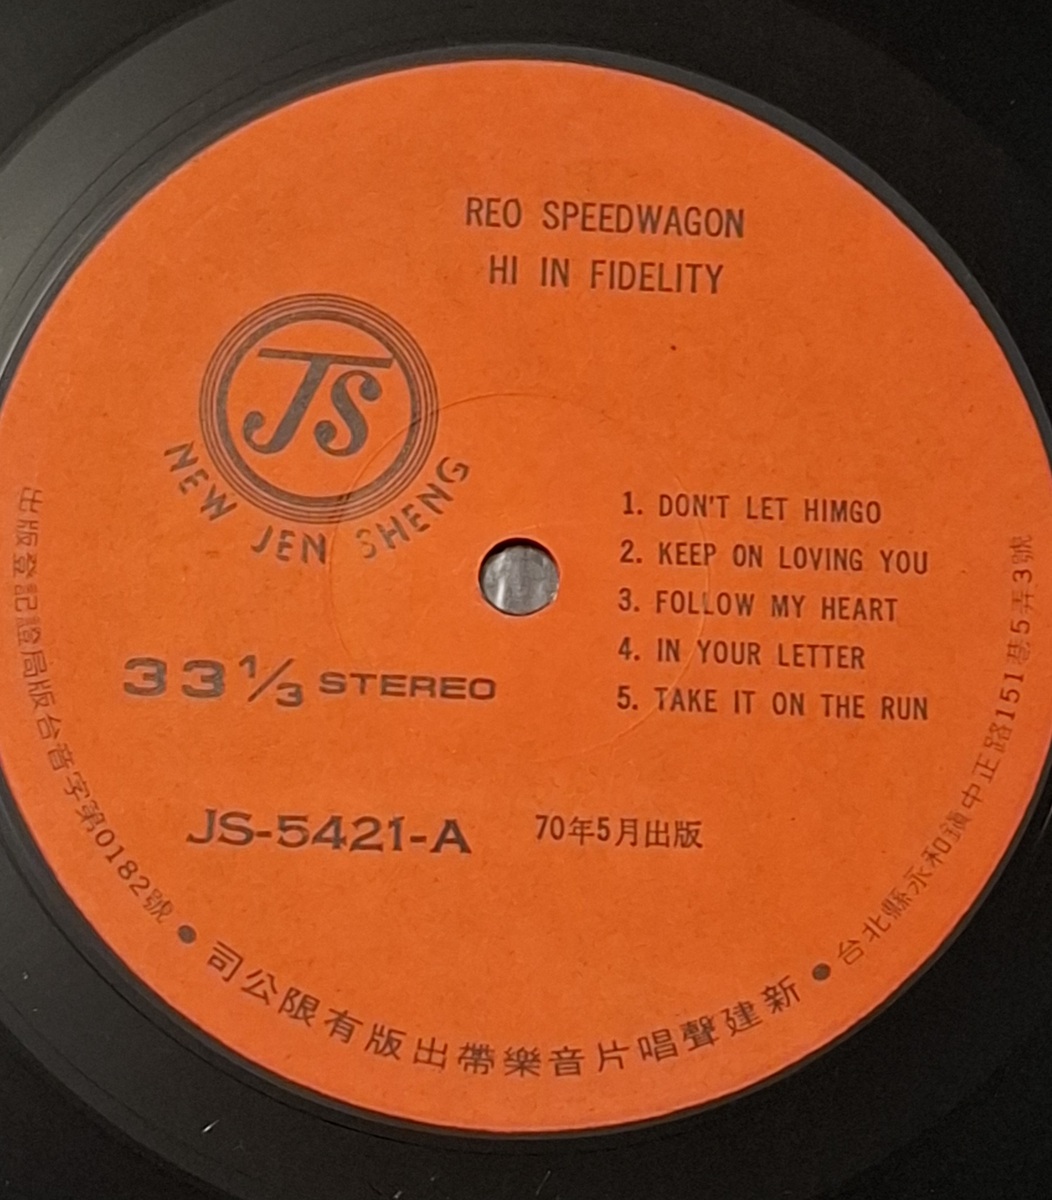 REO SPEEDWAGON
HI IN FIDELITY
JS
NEW JEN SHENG
1. DON'T LET HIMGO
2. KEEP ON LOVING YOU
3. FOLLOW MY HEART
4. IN YOUR LETTER
5. TAKE IT ON THE RUN
33 1/3 STEREO
JS-5421-A
70年5月出版
出版登記證局版台音字第0182號
●
司公限有版出帶樂音片唱聲建新
●
台北縣永和鎮中正路151巷5弄3號